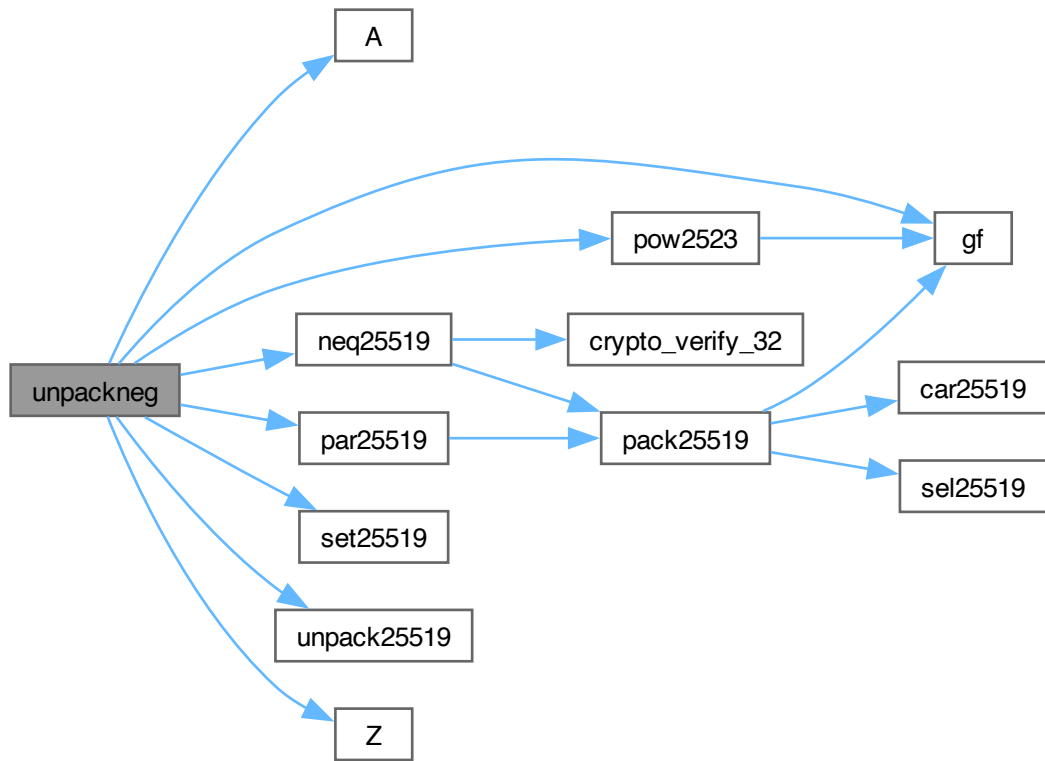 A
pow2523
gf
neq25519
crypto_verify_32
unpackneg
car25519
par25519
pack25519
sel25519
set25519
unpack25519
Z